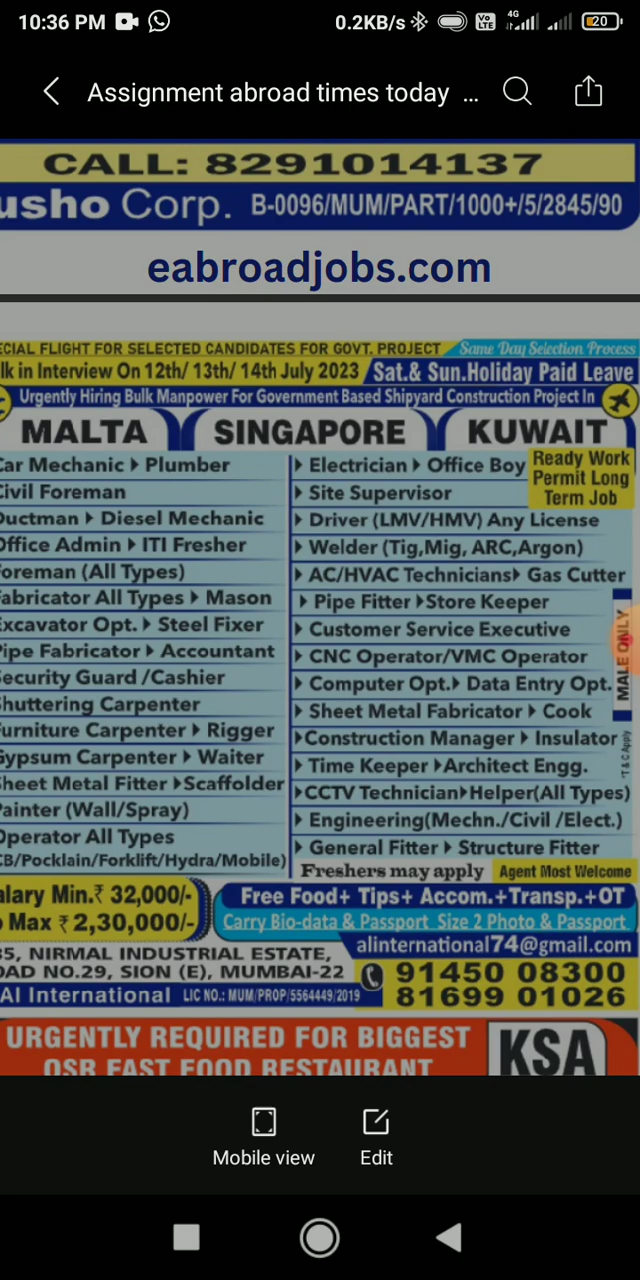 10:36 PM
0.2KB/s
Vo LTE
4G
20
Assignment abroad times today ...
CALL: 8291014137
usho Corp. B-0096/MUM/PART/1000+/5/2845/90
eabroadjobs.com
ECIAL FLIGHT FOR SELECTED CANDIDATES FOR GOVT. PROJECT Same Day Selection Process
lk in Interview On 12th/ 13th/ 14th July 2023 Sat.& Sun.Holiday Paid Leave
Urgently Hiring Bulk Manpower For Government Based Shipyard Construction Project In
MALTA SINGAPORE KUWAIT
Car Mechanic Plumber
Civil Foreman
Ductman Diesel Mechanic
Office Admin ITI Fresher
Foreman (All Types)
Fabricator All Types Mason
Excavator Opt. Steel Fixer
Pipe Fabricator Accountant
Security Guard /Cashier
Shuttering Carpenter
Furniture Carpenter Rigger
Gypsum Carpenter Waiter
Sheet Metal Fitter Scaffolder
Painter (Wall/Spray)
Operator All Types
CB/Pocklain/Forklift/Hydra/Mobile)
Electrician Office Boy
Site Supervisor
Driver (LMV/HMV) Any License
Welder (Tig,Mig, ARC,Argon)
AC/HVAC Technicians Gas Cutter
Pipe Fitter Store Keeper
Customer Service Executive
CNC Operator/VMC Operator
Computer Opt. Data Entry Opt.
Sheet Metal Fabricator Cook
Construction Manager Insulator
Time Keeper Architect Engg.
CCTV Technician Helper(All Types)
Engineering(Mechn./Civil /Elect.)
General Fitter Structure Fitter
Ready Work
Permit Long
Term Job
MALE ONLY
*T & C Apply
Freshers may apply Agent Most Welcome
alary Min.₹ 32,000/-
o Max ₹ 2,30,000/-
Free Food+ Tips+ Accom.+Transp.+OT
Carry Bio-data & Passport Size 2 Photo & Passport
alinternational74@gmail.com
35, NIRMAL INDUSTRIAL ESTATE,
OAD NO.29, SION (E), MUMBAI-22
AI International LIC NO.: MUM/PROP/5564449/2019
91450 08300
81699 01026
URGENTLY REQUIRED FOR BIGGEST
QSR FAST FOOD RESTAURANT
KSA
Mobile view
Edit